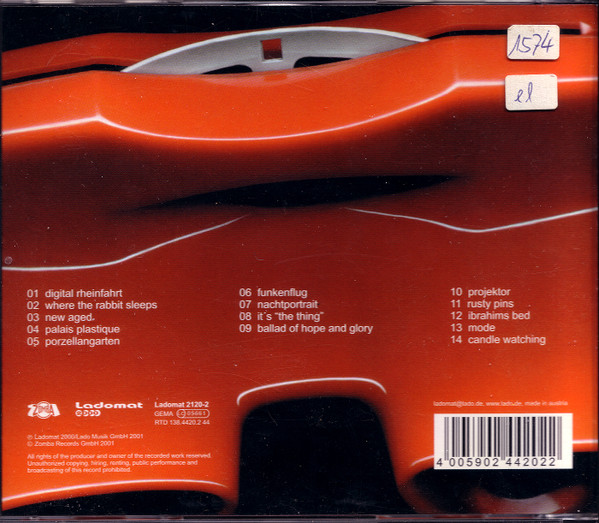 1574
el
01 digital rheinfahrt
02 where the rabbit sleeps
03 new aged
04 palais plastique
05 porzellangarten
06 funkenflug
07 nachtportrait
08 it`s "the thing"
09 ballad of hope and glory
10 projektor
11 rusty pins
12 ibrahims bed
13 mode
14 candle watching
Ladomat
Ladomat 2120-2
GEMA LC 05661
RTD 138.4420.2 44
ladomat@lado.de, www.lado.de, made in austria
℗ Ladomat 2000/Lado Musik GmbH 2001
© Zomba Records GmbH 2001
All rights of the producer and owner of the recorded work reserved.
Unauthorized copying, hiring, renting, public performance and
broadcasting of this record prohibited.
4 005902 442022